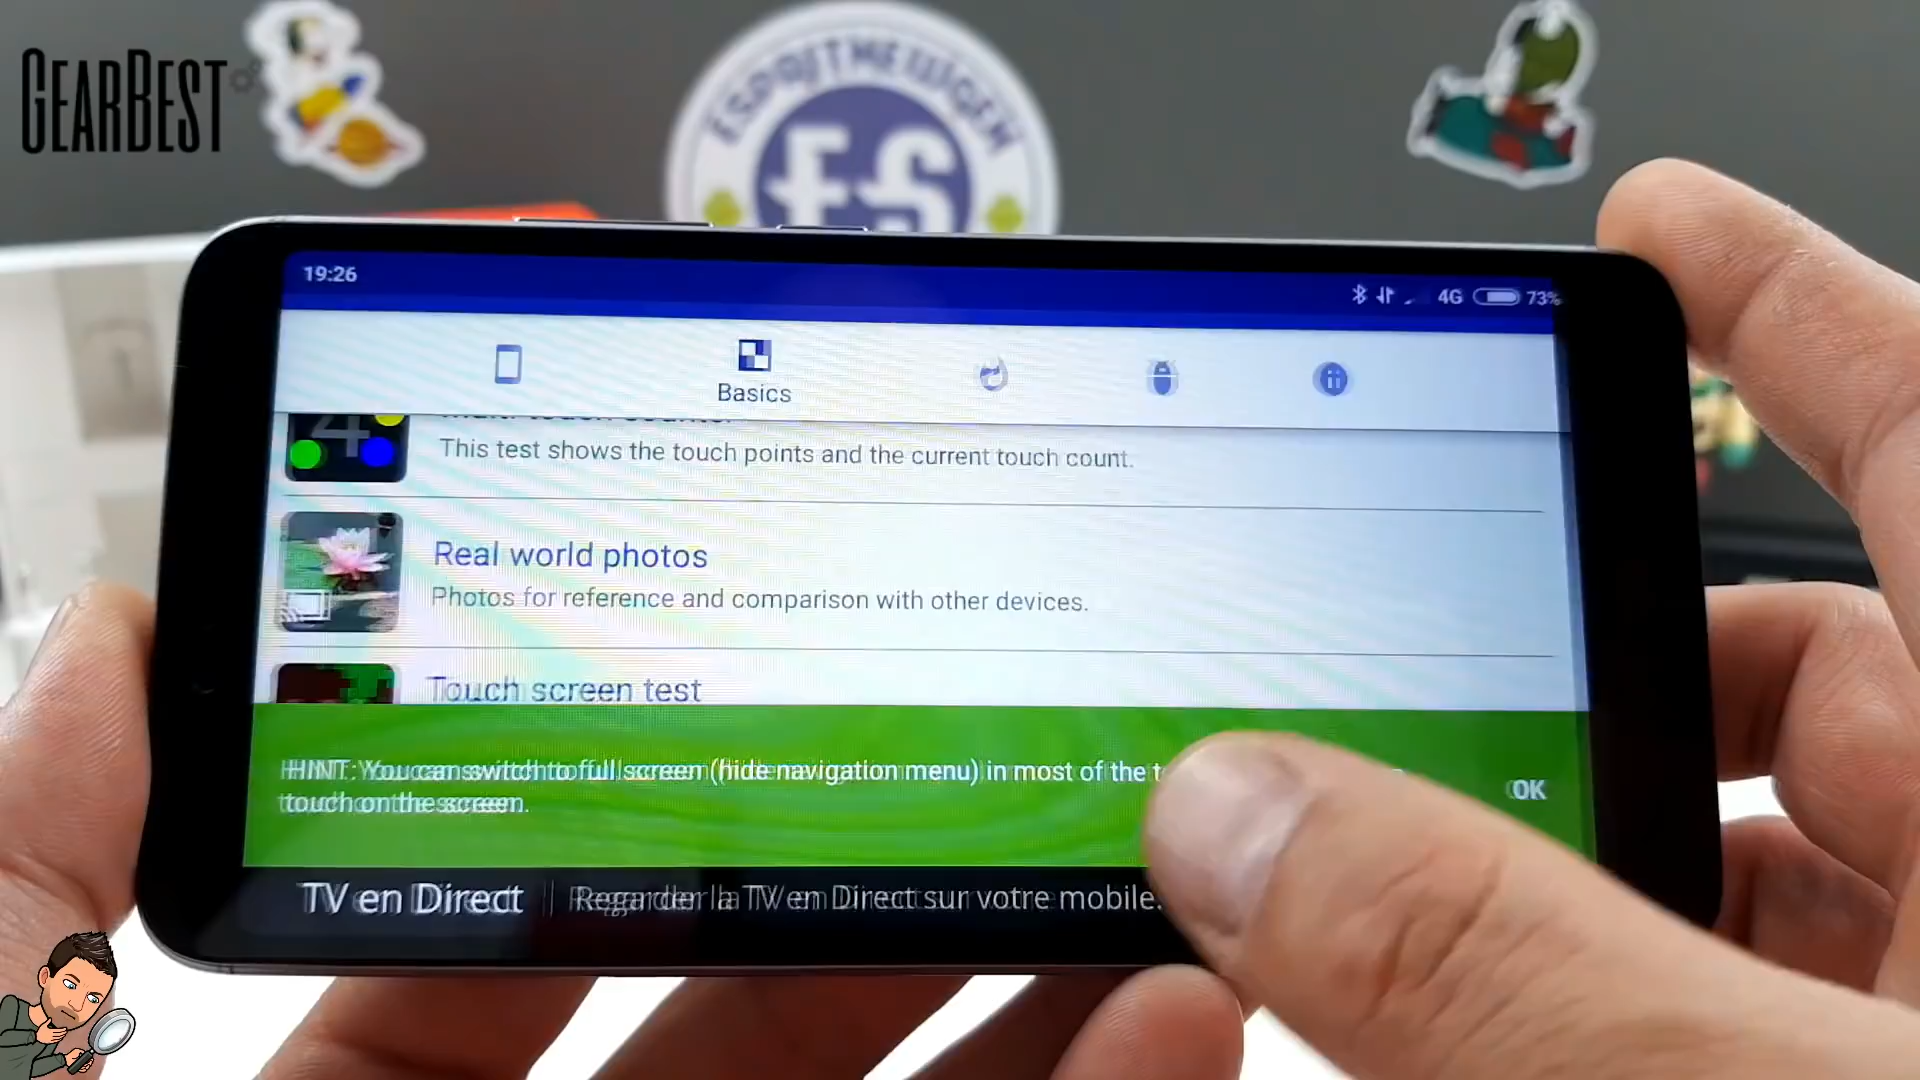 GEARBEST
ESPAITMEWGEM
ES
19:26
4G 73%
Basics
4
This test shows the touch points and the current touch count.
Real world photos
Photos for reference and comparison with other devices.
Touch screen test
HINT: You can switch to full screen (hide navigation menu) in most of the
touch on the screen.
OK
TV en Direct
Regarder la TV en Direct sur votre mobile.